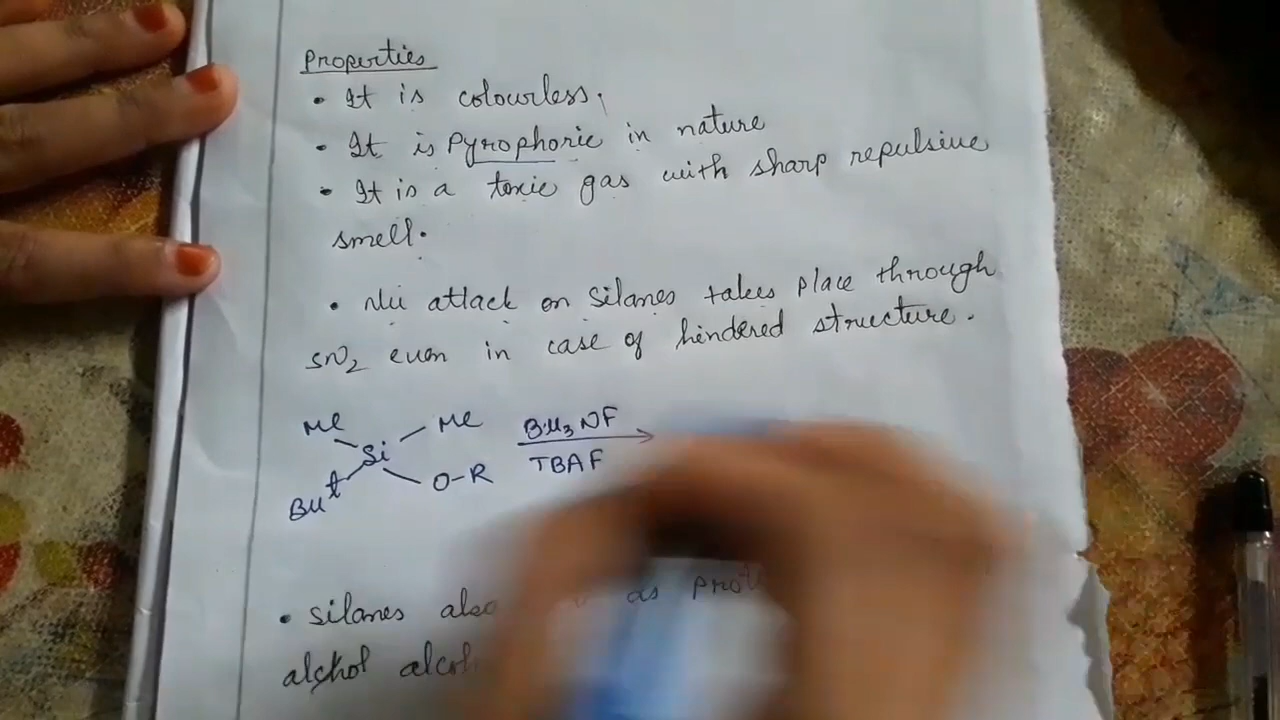 Properties
• It is colourless.
• It is Pyrophoric in nature
• It is a toxic gas with sharp repulsive
smell.
• Nu attack on Silanes takes place through
SN2 even in case of hindered structure.
Me Me Bu3NF
Si
But O-R TBAF
• Silanes also as
alchol